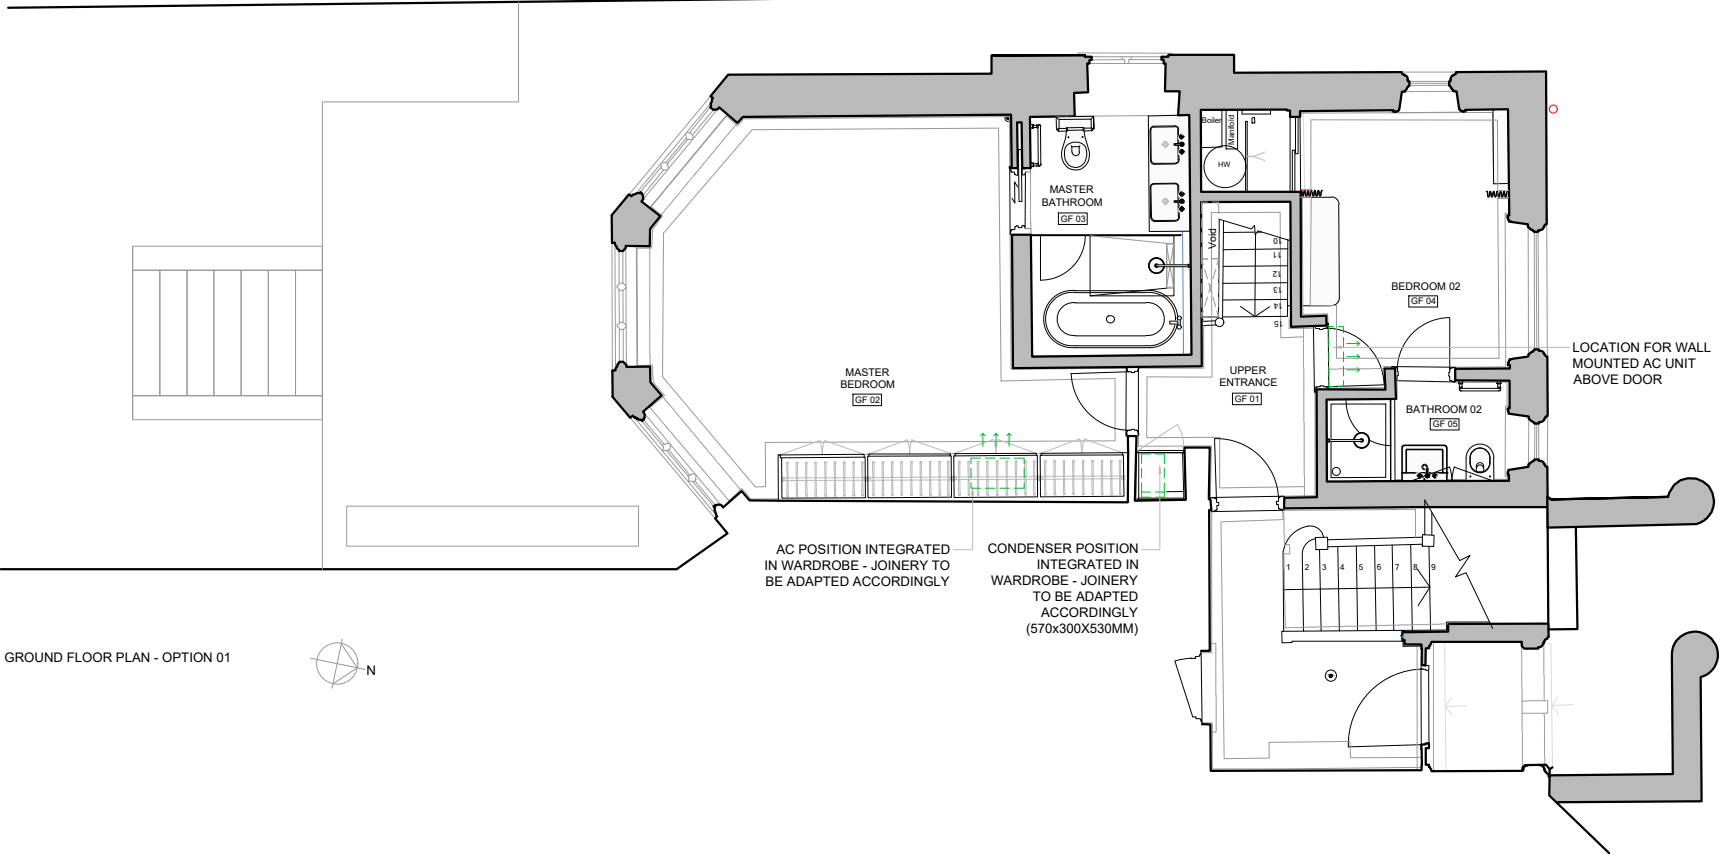 Boiler
Manifold
HW
MASTER
BATHROOM
GF 03
Void
10
11
12
13
14
15
BEDROOM 02
GF 04
LOCATION FOR WALL
MOUNTED AC UNIT
ABOVE DOOR
MASTER
BEDROOM
GF 02
UPPER
ENTRANCE
GF 01
BATHROOM 02
GF 05
AC POSITION INTEGRATED
IN WARDROBE - JOINERY TO
BE ADAPTED ACCORDINGLY
CONDENSER POSITION
INTEGRATED IN
WARDROBE - JOINERY
TO BE ADAPTED
ACCORDINGLY
(570x300X530MM)
1 2 3 4 5 6 7 8 9
GROUND FLOOR PLAN - OPTION 01
N